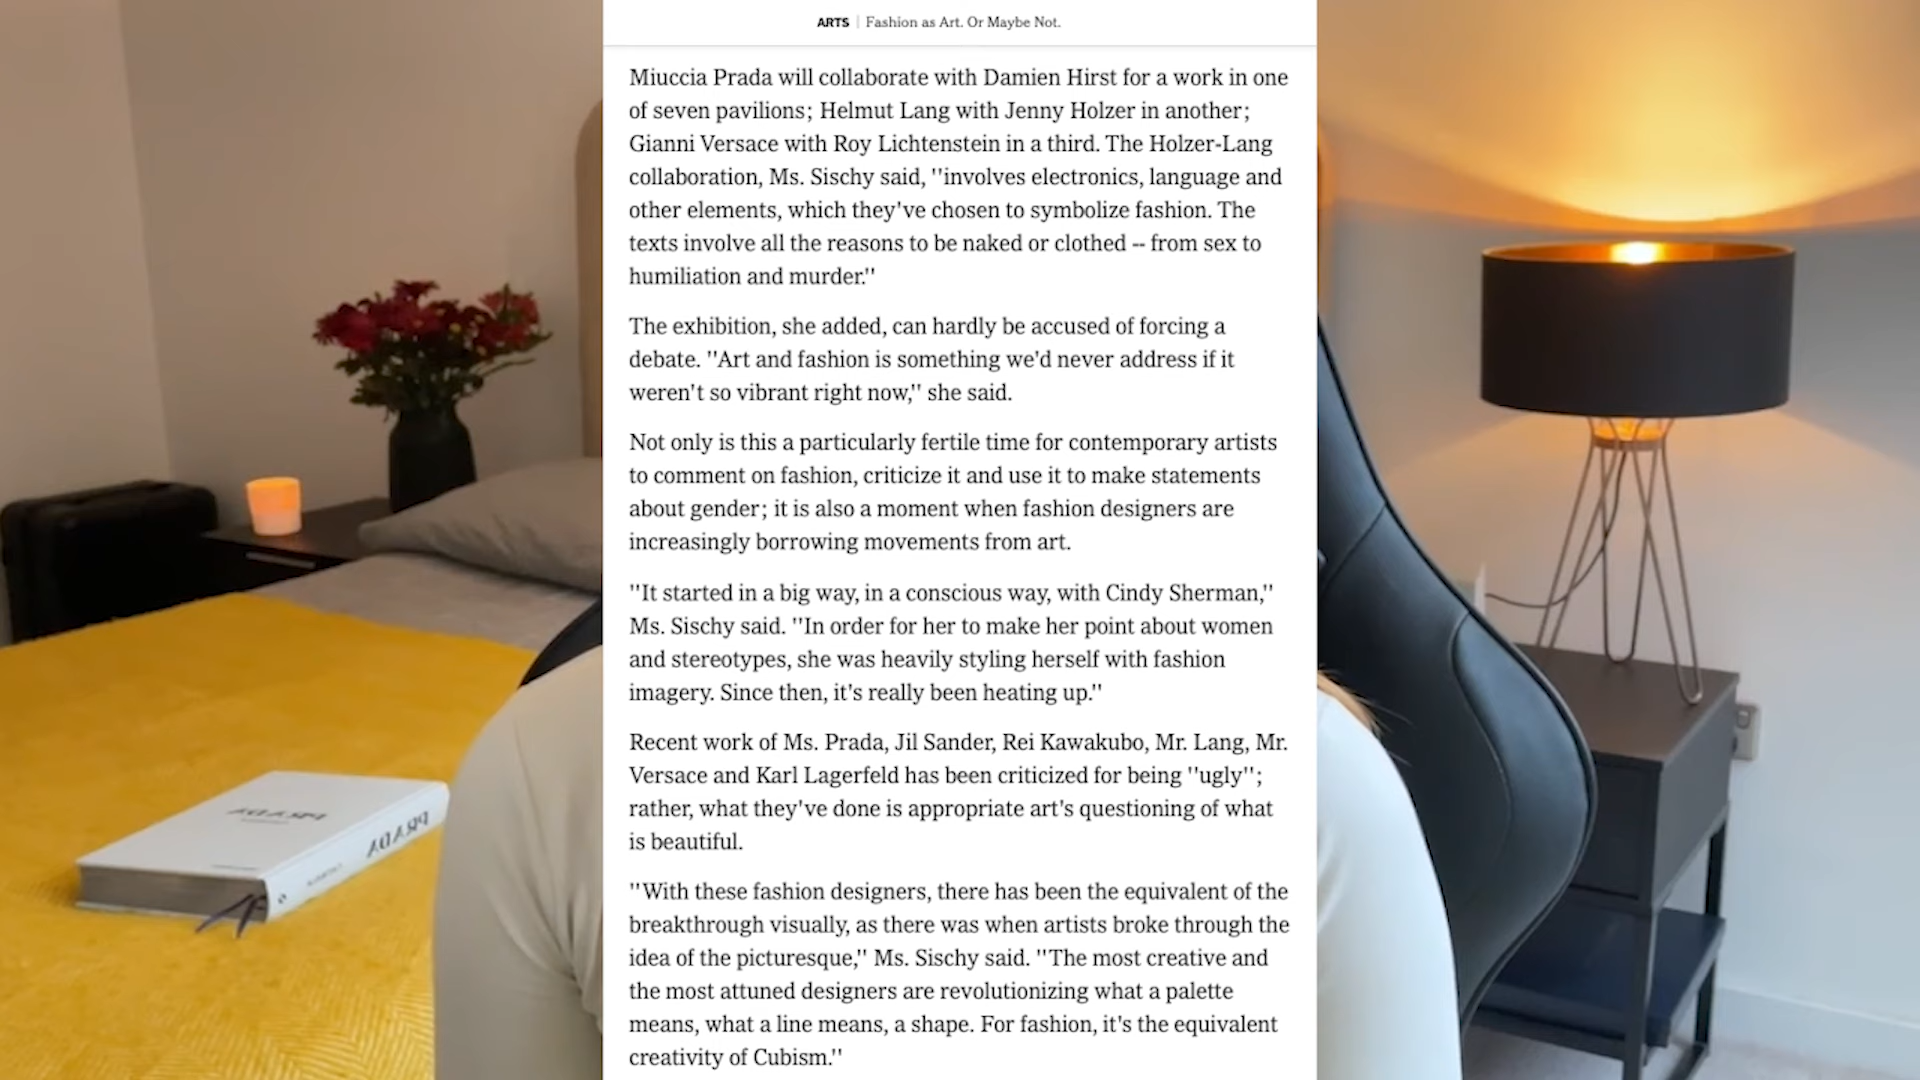 ARTS | Fashion as Art. Or Maybe Not.
Miuccia Prada will collaborate with Damien Hirst for a work in one
of seven pavilions; Helmut Lang with Jenny Holzer in another;
Gianni Versace with Roy Lichtenstein in a third. The Holzer-Lang
collaboration, Ms. Sischy said, ''involves electronics, language and
other elements, which they've chosen to symbolize fashion. The
texts involve all the reasons to be naked or clothed -- from sex to
humiliation and murder.''
The exhibition, she added, can hardly be accused of forcing a
debate. ''Art and fashion is something we'd never address if it
weren't so vibrant right now,'' she said.
Not only is this a particularly fertile time for contemporary artists
to comment on fashion, criticize it and use it to make statements
about gender; it is also a moment when fashion designers are
increasingly borrowing movements from art.
''It started in a big way, in a conscious way, with Cindy Sherman,''
Ms. Sischy said. ''In order for her to make her point about women
and stereotypes, she was heavily styling herself with fashion
imagery. Since then, it's really been heating up.''
Recent work of Ms. Prada, Jil Sander, Rei Kawakubo, Mr. Lang, Mr.
Versace and Karl Lagerfeld has been criticized for being ''ugly'';
rather, what they've done is appropriate art's questioning of what
is beautiful.
''With these fashion designers, there has been the equivalent of the
breakthrough visually, as there was when artists broke through the
idea of the picturesque,'' Ms. Sischy said. ''The most creative and
the most attuned designers are revolutionizing what a palette
means, what a line means, a shape. For fashion, it's the equivalent
creativity of Cubism.''
PRADA
PRADA